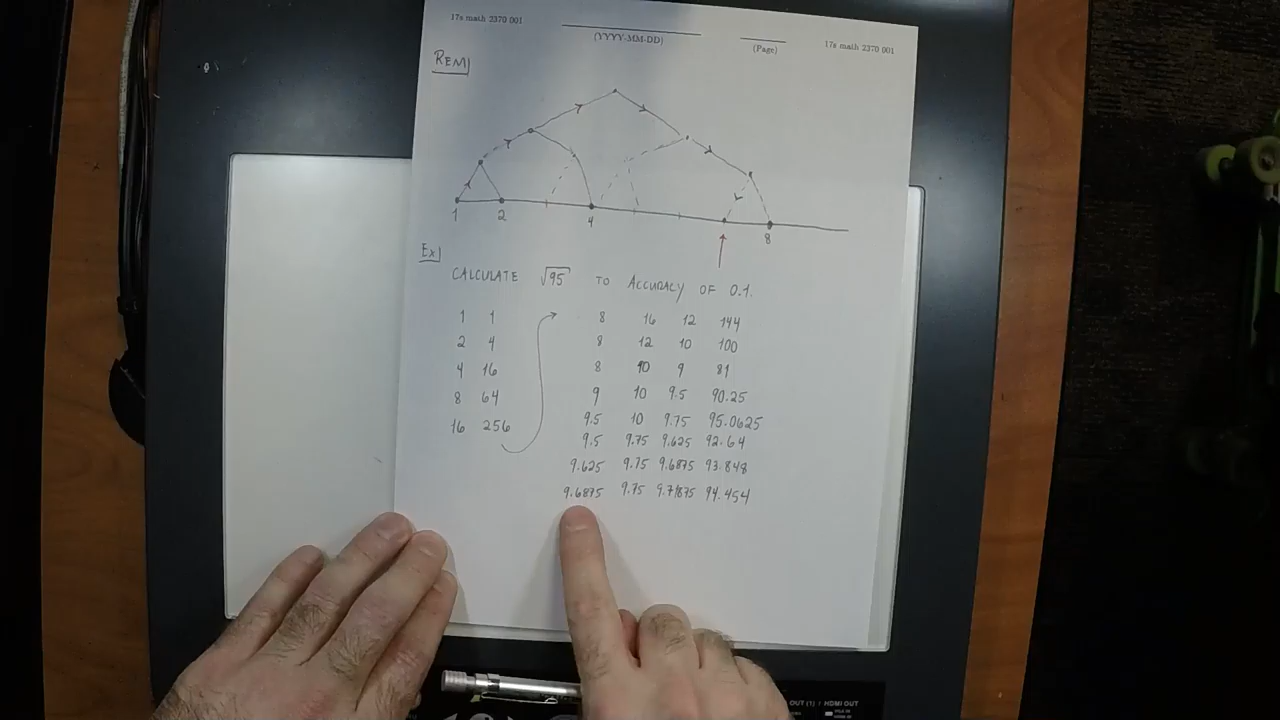 17s math 2370 001
(YYYY-MM-DD)
(Page)
17s math 2370 001
REM
1 2 4 8
Ex
CALCULATE √95 TO ACCURACY OF 0.1.
1 1
2 4
4 16
8 64
16 256
8 16 12 144
8 12 10 100
8 10 9 81
9 10 9.5 90.25
9.5 10 9.75 95.0625
9.5 9.75 9.625 92.64
9.625 9.75 9.6875 93.848
9.6875 9.75 9.71875 94.454
OUT (1) / HDMI OUT